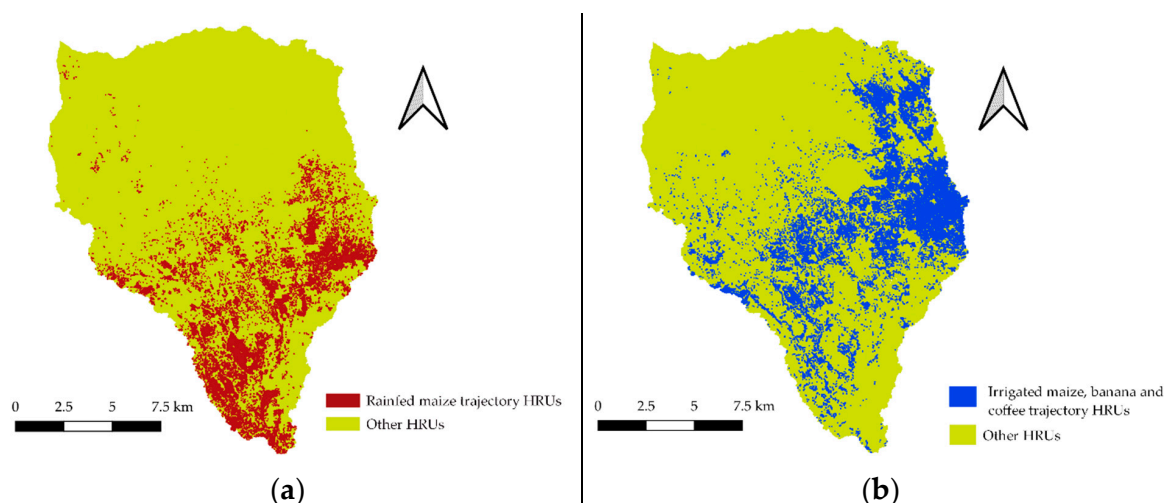 0 2.5 5 7.5 km
Rainfed maize trajectory HRUs
Other HRUs
(a)
0 2.5 5 7.5 km
Irrigated maize, banana and
coffee trajectory HRUs
Other HRUs
(b)